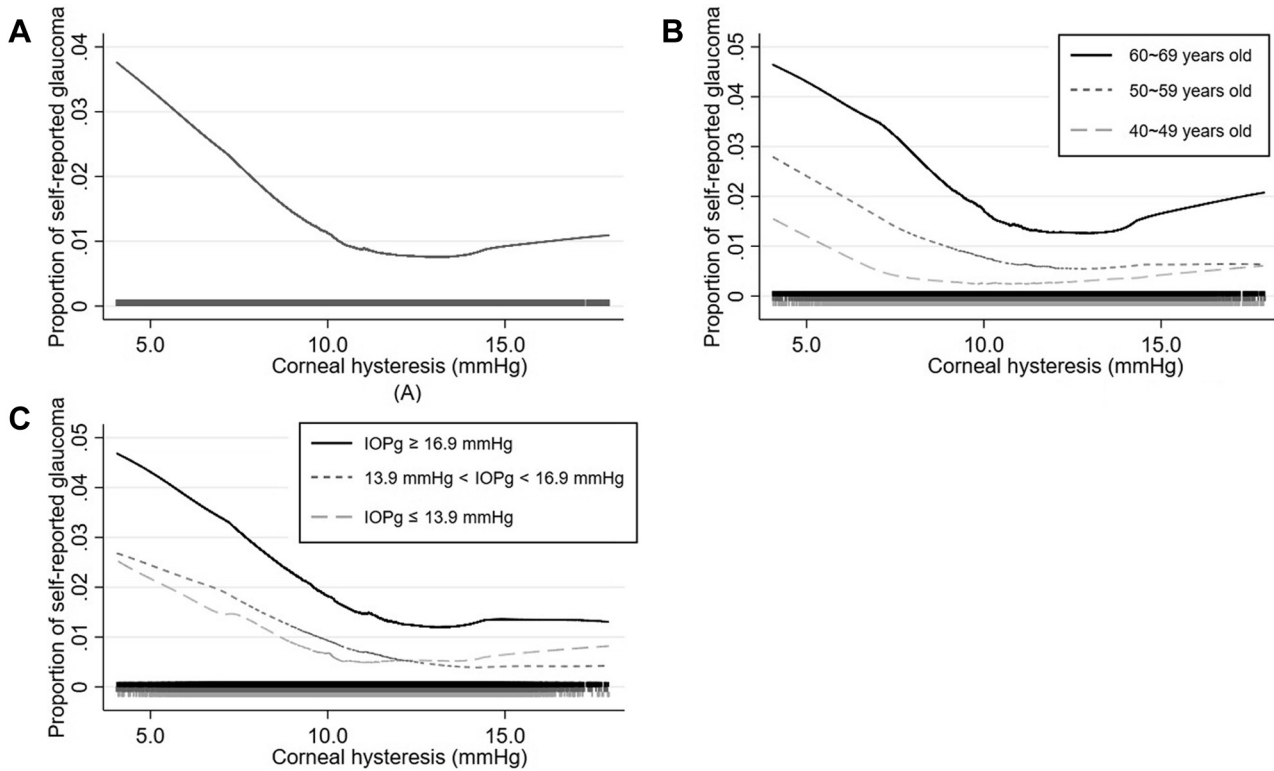 A
Proportion of self-reported glaucoma
.04
.03
.02
.01
0
5.0 10.0 15.0
Corneal hysteresis (mmHg)
(A)
B
Proportion of self-reported glaucoma
.05
.04
.03
.02
.01
0
60~69 years old
50~59 years old
40~49 years old
5.0 10.0 15.0
Corneal hysteresis (mmHg)
C
Proportion of self-reported glaucoma
.05
.04
.03
.02
.01
0
IOPg ≥ 16.9 mmHg
13.9 mmHg < IOPg < 16.9 mmHg
IOPg ≤ 13.9 mmHg
5.0 10.0 15.0
Corneal hysteresis (mmHg)